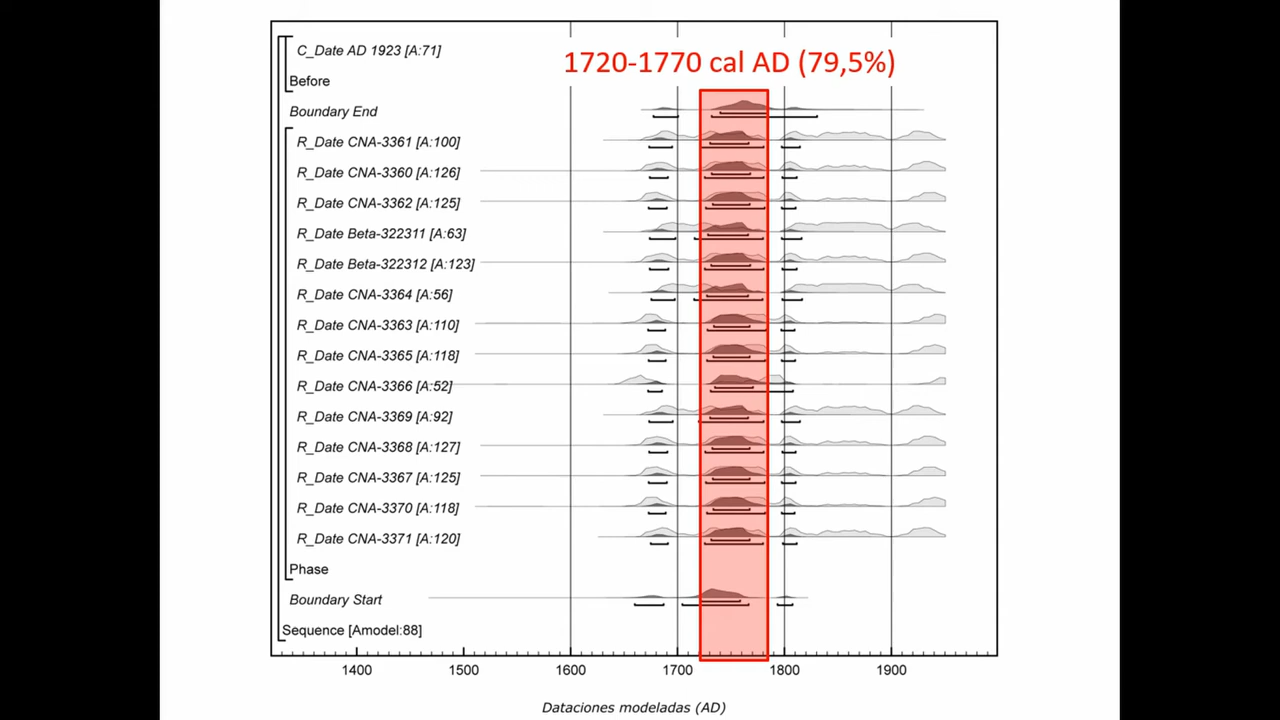 1720-1770 cal AD (79,5%)
C_Date AD 1923 [A:71]
Before
Boundary End
R_Date CNA-3361 [A:100]
R_Date CNA-3360 [A:126]
R_Date CNA-3362 [A:125]
R_Date Beta-322311 [A:63]
R_Date Beta-322312 [A:123]
R_Date CNA-3364 [A:56]
R_Date CNA-3363 [A:110]
R_Date CNA-3365 [A:118]
R_Date CNA-3366 [A:52]
R_Date CNA-3369 [A:92]
R_Date CNA-3368 [A:127]
R_Date CNA-3367 [A:125]
R_Date CNA-3370 [A:118]
R_Date CNA-3371 [A:120]
Phase
Boundary Start
Sequence [Amodel:88]
1400 1500 1600 1700 1800 1900
Dataciones modeladas (AD)